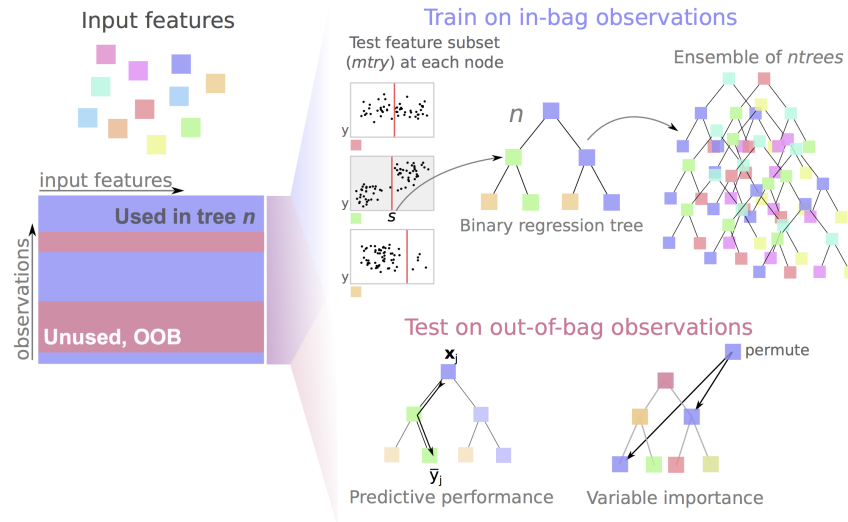 Input features
Train on in-bag observations
Test feature subset
(mtry) at each node
Ensemble of ntrees
y
n
input features
Used in tree n
observations
Unused, OOB
y
s
Binary regression tree
y
Test on out-of-bag observations
xj
permute
y̅j
Predictive performance
Variable importance